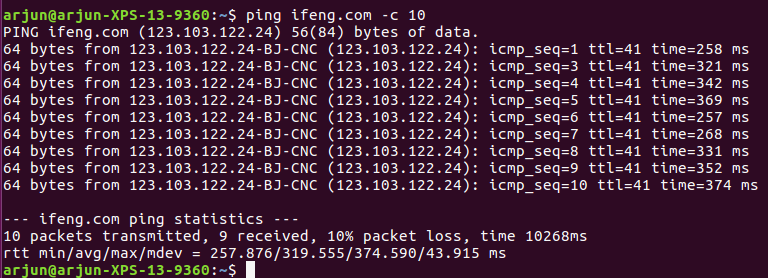 arjun@arjun-XPS-13-9360:~$ ping ifeng.com -c 10
PING ifeng.com (123.103.122.24) 56(84) bytes of data.
64 bytes from 123.103.122.24-BJ-CNC (123.103.122.24): icmp_seq=1 ttl=41 time=258 ms
64 bytes from 123.103.122.24-BJ-CNC (123.103.122.24): icmp_seq=3 ttl=41 time=321 ms
64 bytes from 123.103.122.24-BJ-CNC (123.103.122.24): icmp_seq=4 ttl=41 time=342 ms
64 bytes from 123.103.122.24-BJ-CNC (123.103.122.24): icmp_seq=5 ttl=41 time=369 ms
64 bytes from 123.103.122.24-BJ-CNC (123.103.122.24): icmp_seq=6 ttl=41 time=257 ms
64 bytes from 123.103.122.24-BJ-CNC (123.103.122.24): icmp_seq=7 ttl=41 time=268 ms
64 bytes from 123.103.122.24-BJ-CNC (123.103.122.24): icmp_seq=8 ttl=41 time=331 ms
64 bytes from 123.103.122.24-BJ-CNC (123.103.122.24): icmp_seq=9 ttl=41 time=352 ms
64 bytes from 123.103.122.24-BJ-CNC (123.103.122.24): icmp_seq=10 ttl=41 time=374 ms

--- ifeng.com ping statistics ---
10 packets transmitted, 9 received, 10% packet loss, time 10268ms
rtt min/avg/max/mdev = 257.876/319.555/374.590/43.915 ms
arjun@arjun-XPS-13-9360:~$